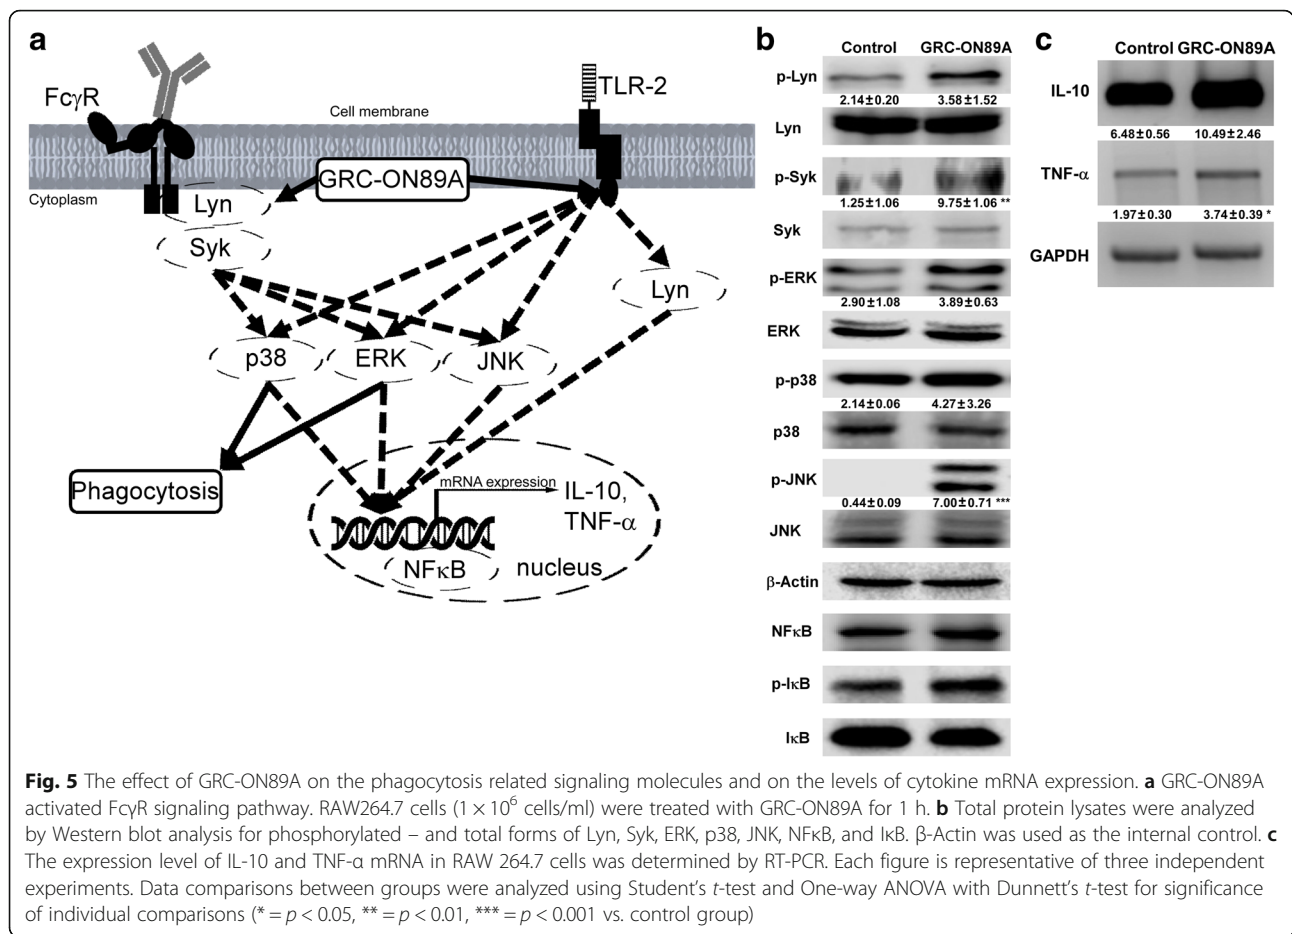 a
FcγR
TLR-2
Cell membrane
GRC-ON89A
Cytoplasm
Lyn
Syk
Lyn
p38
ERK
JNK
Phagocytosis
mRNA expression
IL-10,
TNF-α
NFκB
nucleus
b
Control GRC-ON89A
p-Lyn
2.14±0.20 3.58±1.52
Lyn
p-Syk
1.25±1.06 9.75±1.06 **
Syk
p-ERK
2.90±1.08 3.89±0.63
ERK
p-p38
2.14±0.06 4.27±3.26
p38
p-JNK
0.44±0.09 7.00±0.71 ***
JNK
β-Actin
NFκB
p-IκB
IκB
c
Control GRC-ON89A
IL-10
6.48±0.56 10.49±2.46
TNF-α
1.97±0.30 3.74±0.39 *
GAPDH
Fig. 5 The effect of GRC-ON89A on the phagocytosis related signaling molecules and on the levels of cytokine mRNA expression. a GRC-ON89A
activated FcγR signaling pathway. RAW264.7 cells (1 × 10⁶ cells/ml) were treated with GRC-ON89A for 1 h. b Total protein lysates were analyzed
by Western blot analysis for phosphorylated – and total forms of Lyn, Syk, ERK, p38, JNK, NFκB, and IκB. β-Actin was used as the internal control. c
The expression level of IL-10 and TNF-α mRNA in RAW 264.7 cells was determined by RT-PCR. Each figure is representative of three independent
experiments. Data comparisons between groups were analyzed using Student's t-test and One-way ANOVA with Dunnett's t-test for significance
of individual comparisons (* = p < 0.05, ** = p < 0.01, *** = p < 0.001 vs. control group)